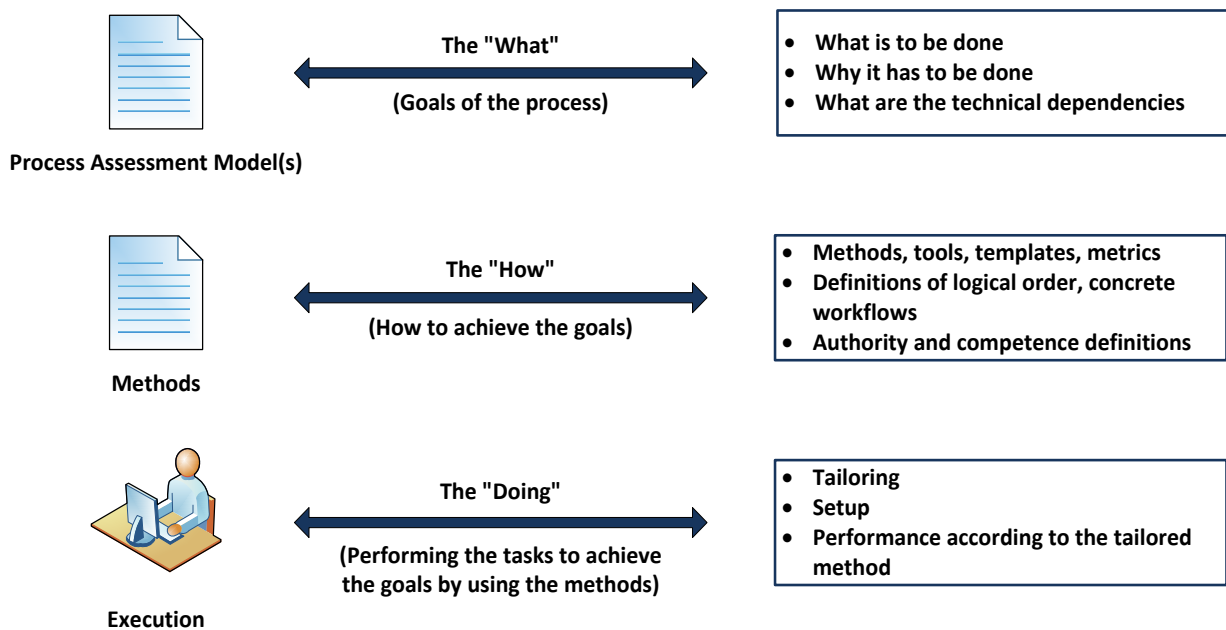 The "What"
(Goals of the process)
Process Assessment Model(s)
• What is to be done
• Why it has to be done
• What are the technical dependencies
The "How"
(How to achieve the goals)
Methods
• Methods, tools, templates, metrics
• Definitions of logical order, concrete
workflows
• Authority and competence definitions
The "Doing"
(Performing the tasks to achieve
the goals by using the methods)
Execution
• Tailoring
• Setup
• Performance according to the tailored
method